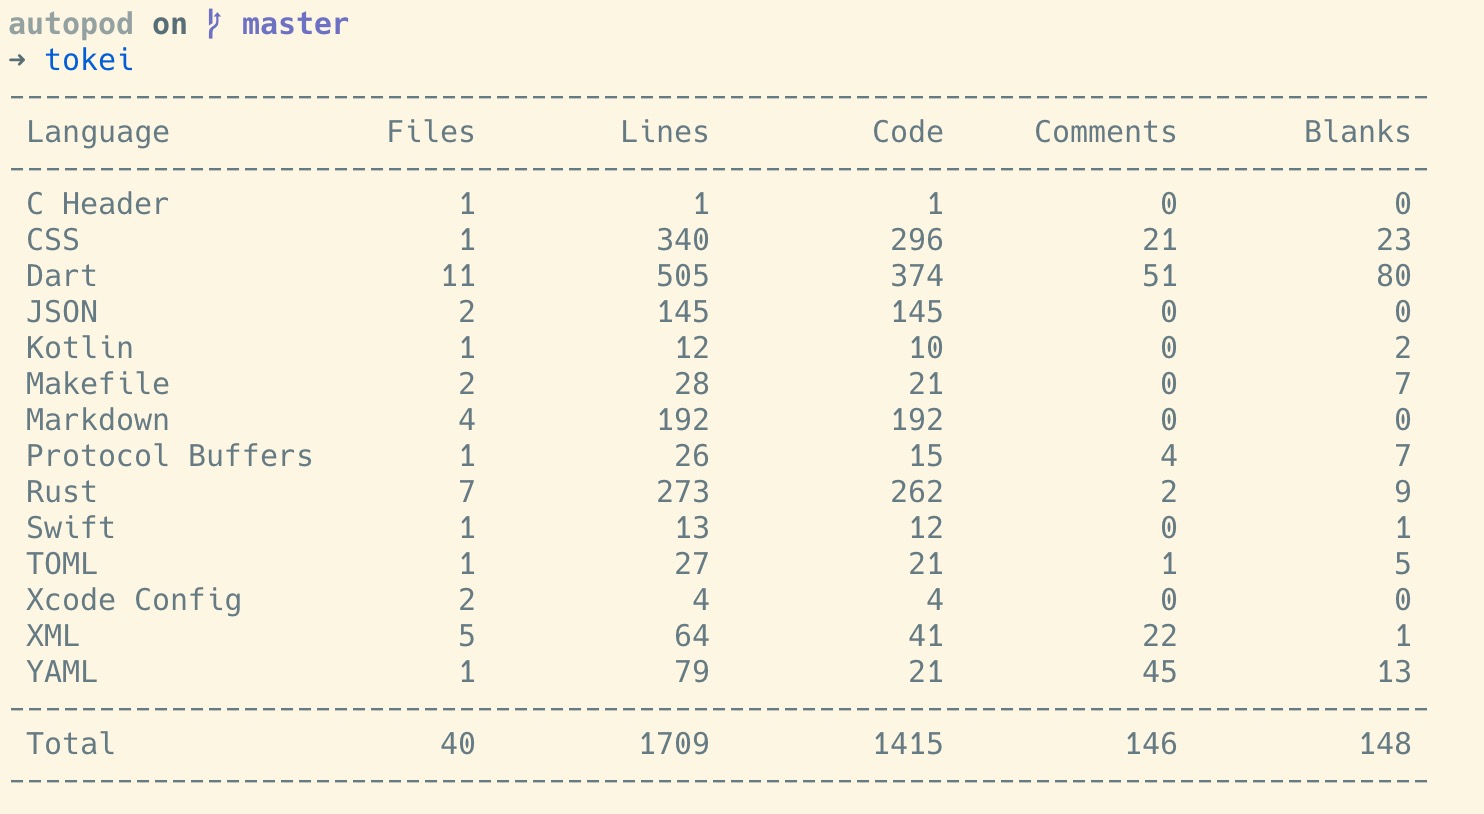 autopod on master
➜ tokei
-------------------------------------------------------------------------------
Language Files Lines Code Comments Blanks
-------------------------------------------------------------------------------
C Header 1 1 1 0 0
CSS 1 340 296 21 23
Dart 11 505 374 51 80
JSON 2 145 145 0 0
Kotlin 1 12 10 0 2
Makefile 2 28 21 0 7
Markdown 4 192 192 0 0
Protocol Buffers 1 26 15 4 7
Rust 7 273 262 2 9
Swift 1 13 12 0 1
TOML 1 27 21 1 5
Xcode Config 2 4 4 0 0
XML 5 64 41 22 1
YAML 1 79 21 45 13
-------------------------------------------------------------------------------
Total 40 1709 1415 146 148
-------------------------------------------------------------------------------